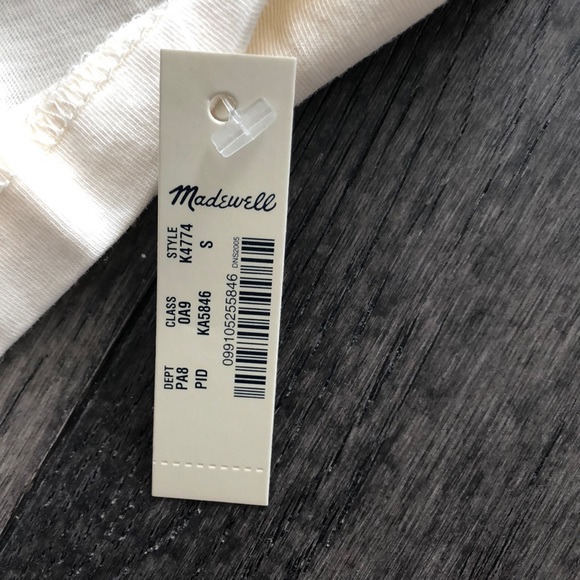 Madewell
DEPT CLASS STYLE
PA8 0A9 K4774
PID KA5846 S
099105255846 DNS2005